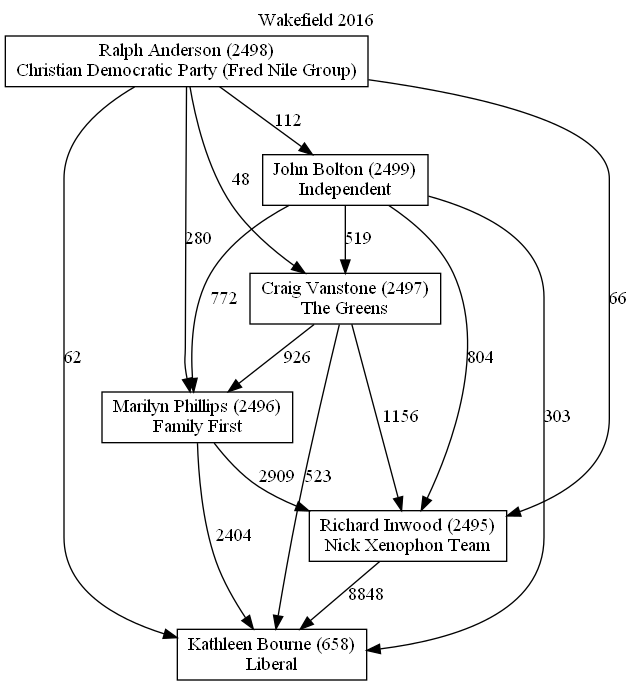 Wakefield 2016
Ralph Anderson (2498)
Christian Democratic Party (Fred Nile Group)
112
John Bolton (2499)
Independent
48
280
519
772
Craig Vanstone (2497)
The Greens
66
62
926
804
Marilyn Phillips (2496)
Family First
1156
303
2909
523
Richard Inwood (2495)
Nick Xenophon Team
2404
8848
Kathleen Bourne (658)
Liberal